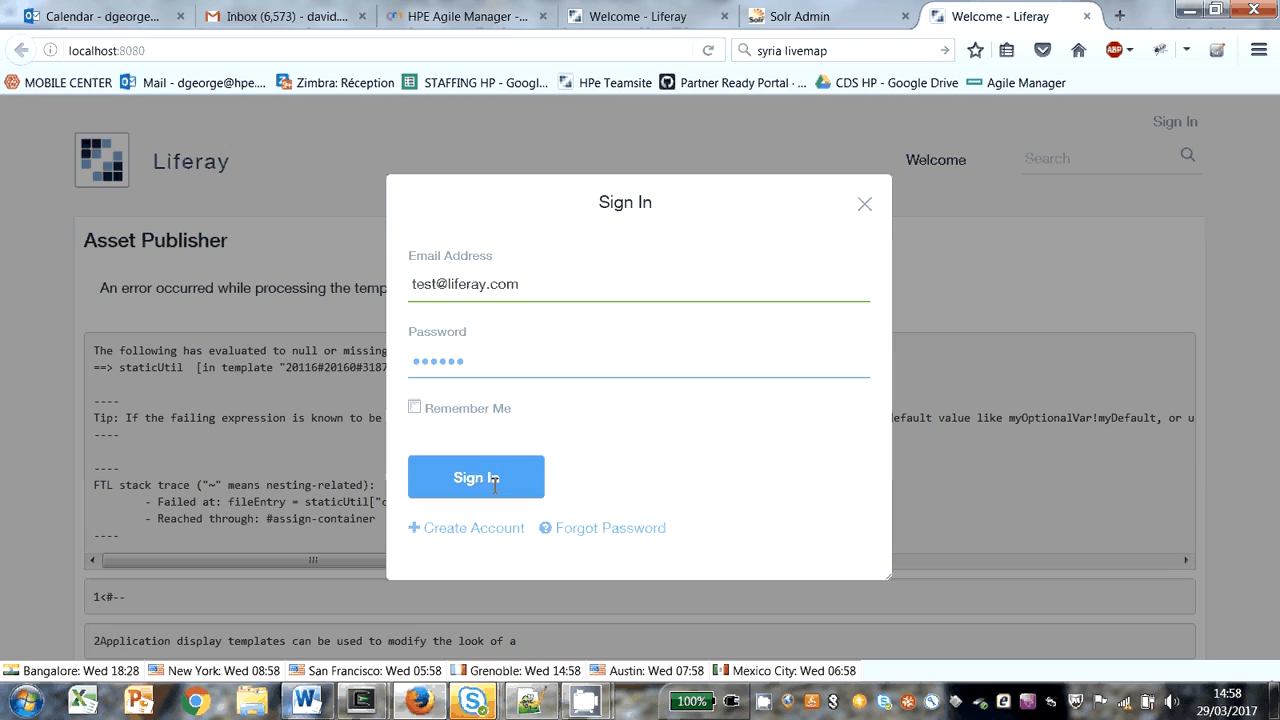 Calendar - dgeorge...
Inbox (6,573) - david....
HPE Agile Manager ...
Welcome - Liferay
Solr Admin
Welcome - Liferay
localhost:8080
syria livemap
ABP
MOBILE CENTER
Mail - dgeorge@hpe....
Zimbra: Réception
STAFFING HP - Googl...
HPe Teamsite
Partner Ready Portal · ...
CDS HP - Google Drive
Agile Manager
Sign In
Liferay
Welcome
Search
Asset Publisher
An error occurred while processing the temp
The following has evaluated to null or missing
==> staticUtil [in template "20116#20160#3187
----
Tip: If the failing expression is known to be
efault value like myOptionalVar!myDefault, or u
----
----
FTL stack trace ("~" means nesting-related):
- Failed at: fileEntry = staticUtil["c
- Reached through: #assign-container
----
1<#--
2Application display templates can be used to modify the look of a
Sign In
Email Address
test@liferay.com
Password
Remember Me
Sign In
Create Account
Forgot Password
Bangalore: Wed 18:28
New York: Wed 08:58
San Francisco: Wed 05:58
Grenoble: Wed 14:58
Austin: Wed 07:58
Mexico City: Wed 06:58
100%
14:58
29/03/2017